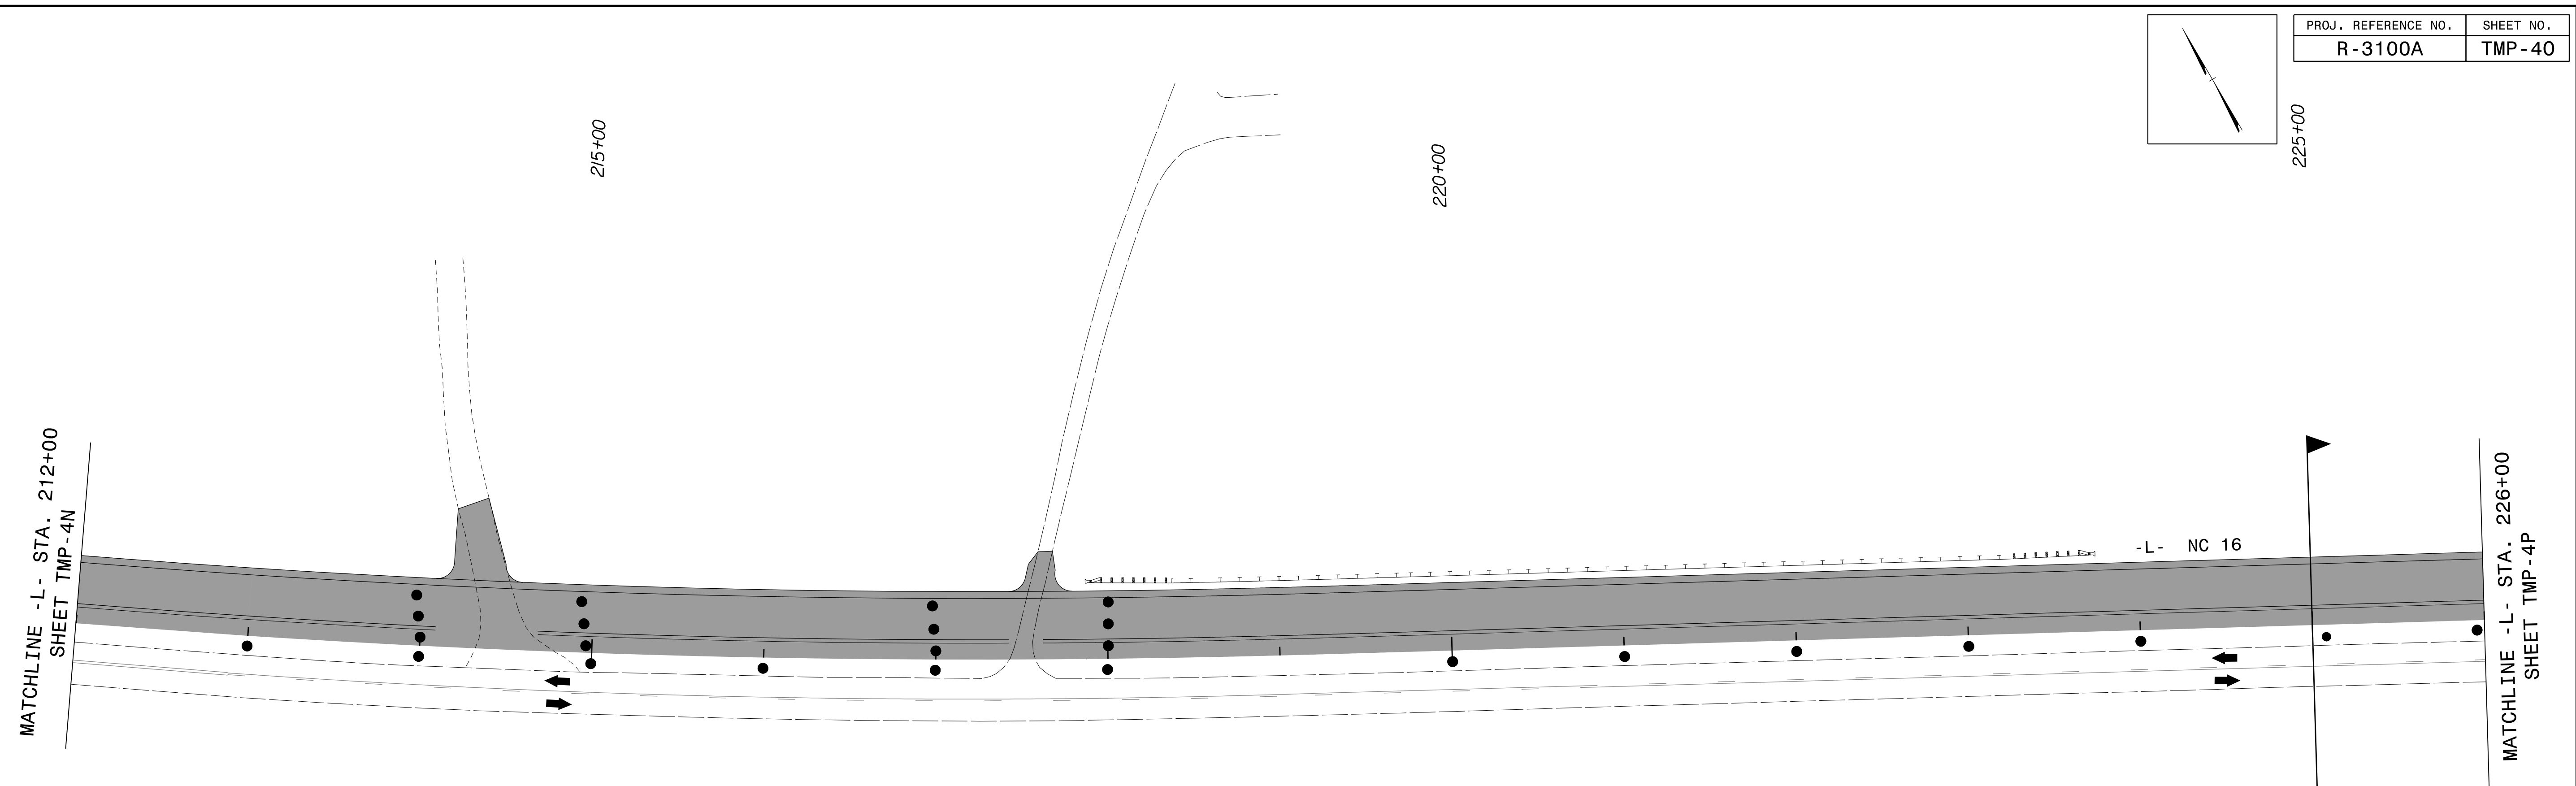 PROJ. REFERENCE NO. SHEET NO.
R-3100A TMP-4O
215+00
220+00
225+00
MATCHLINE -L- STA. 212+00
SHEET TMP-4N
-L- NC 16
MATCHLINE -L- STA. 226+00
SHEET TMP-4P